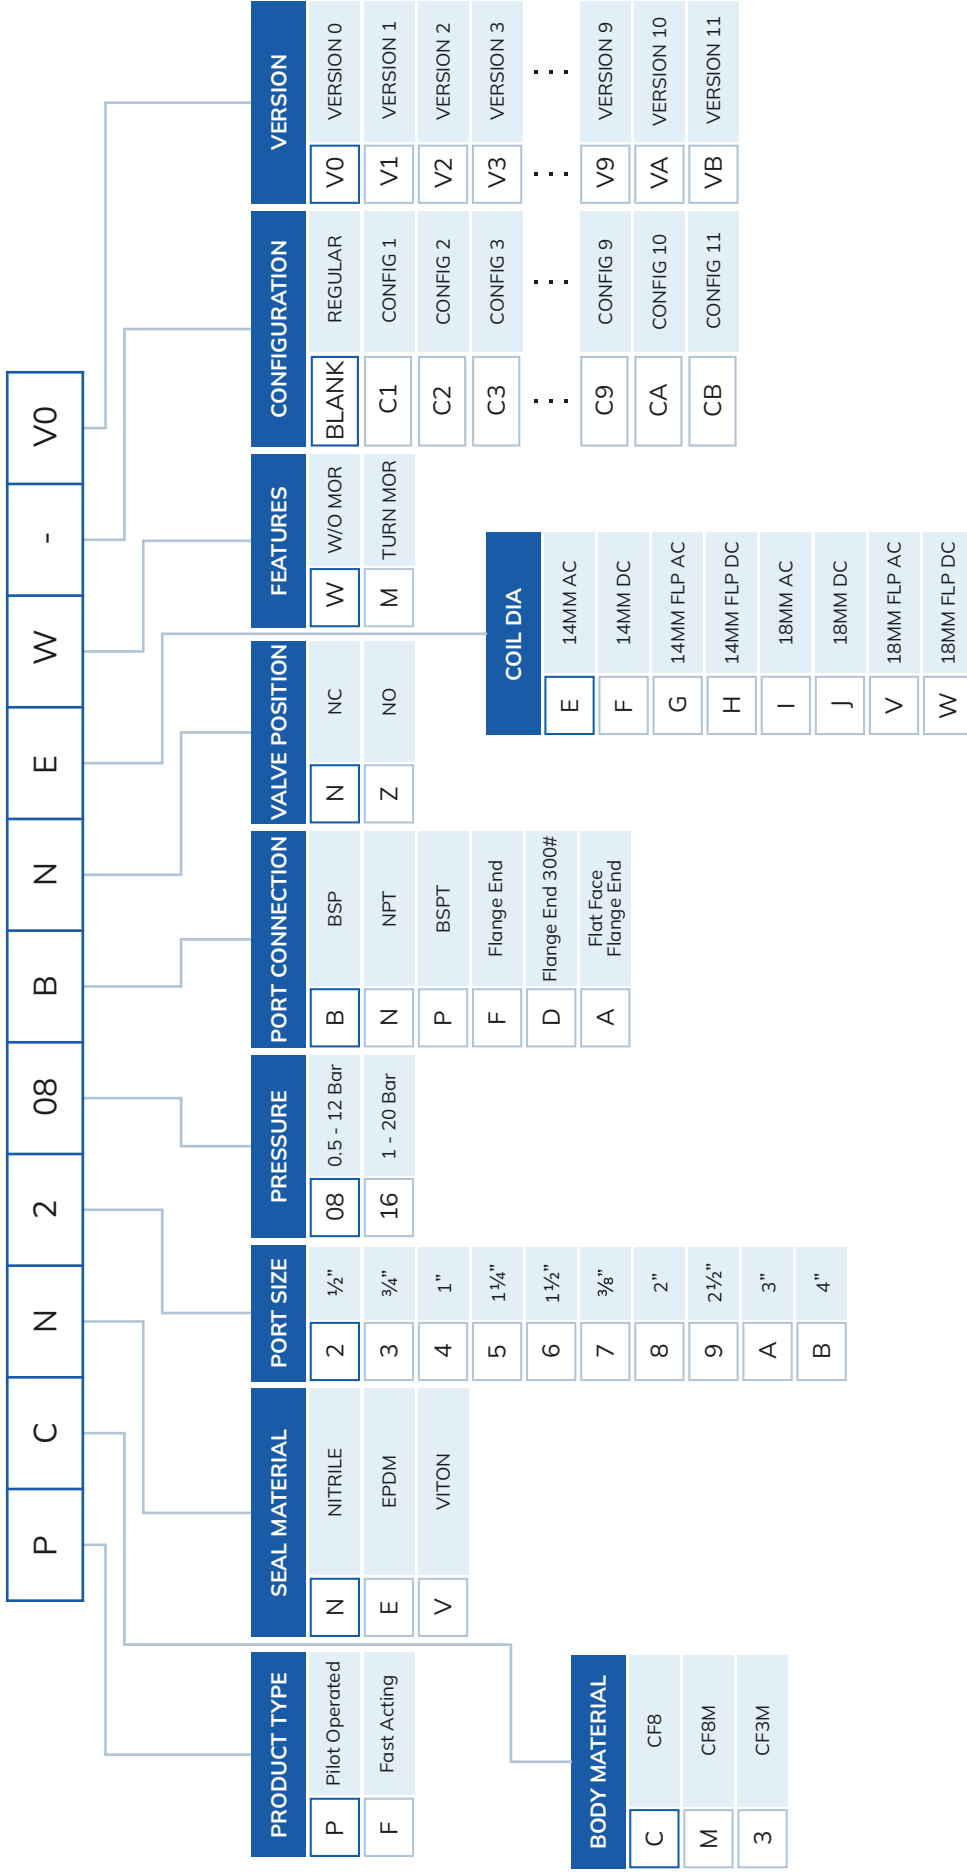 P C N 2 08 B N E W - V0
PRODUCT TYPE
P Pilot Operated
F Fast Acting
BODY MATERIAL
C CF8
M CF8M
3 CF3M
SEAL MATERIAL
N NITRILE
E EPDM
V VITON
PORT SIZE
2 ½”
3 ¾”
4 1”
5 1¼”
6 1½”
7 ⅜”
8 2”
9 2½”
A 3”
B 4”
PRESSURE
08 0.5 - 12 Bar
16 1 - 20 Bar
PORT CONNECTION
B BSP
N NPT
P BSPT
F Flange End
D Flange End 300#
A Flat Face
Flange End
VALVE POSITION
N NC
Z NO
COIL DIA
E 14MM AC
F 14MM DC
G 14MM FLP AC
H 14MM FLP DC
I 18MM AC
J 18MM DC
V 18MM FLP AC
W 18MM FLP DC
FEATURES
W W/O MOR
M TURN MOR
CONFIGURATION
BLANK REGULAR
C1 CONFIG 1
C2 CONFIG 2
C3 CONFIG 3
... ...
C9 CONFIG 9
CA CONFIG 10
CB CONFIG 11
VERSION
V0 VERSION 0
V1 VERSION 1
V2 VERSION 2
V3 VERSION 3
... ...
V9 VERSION 9
VA VERSION 10
VB VERSION 11